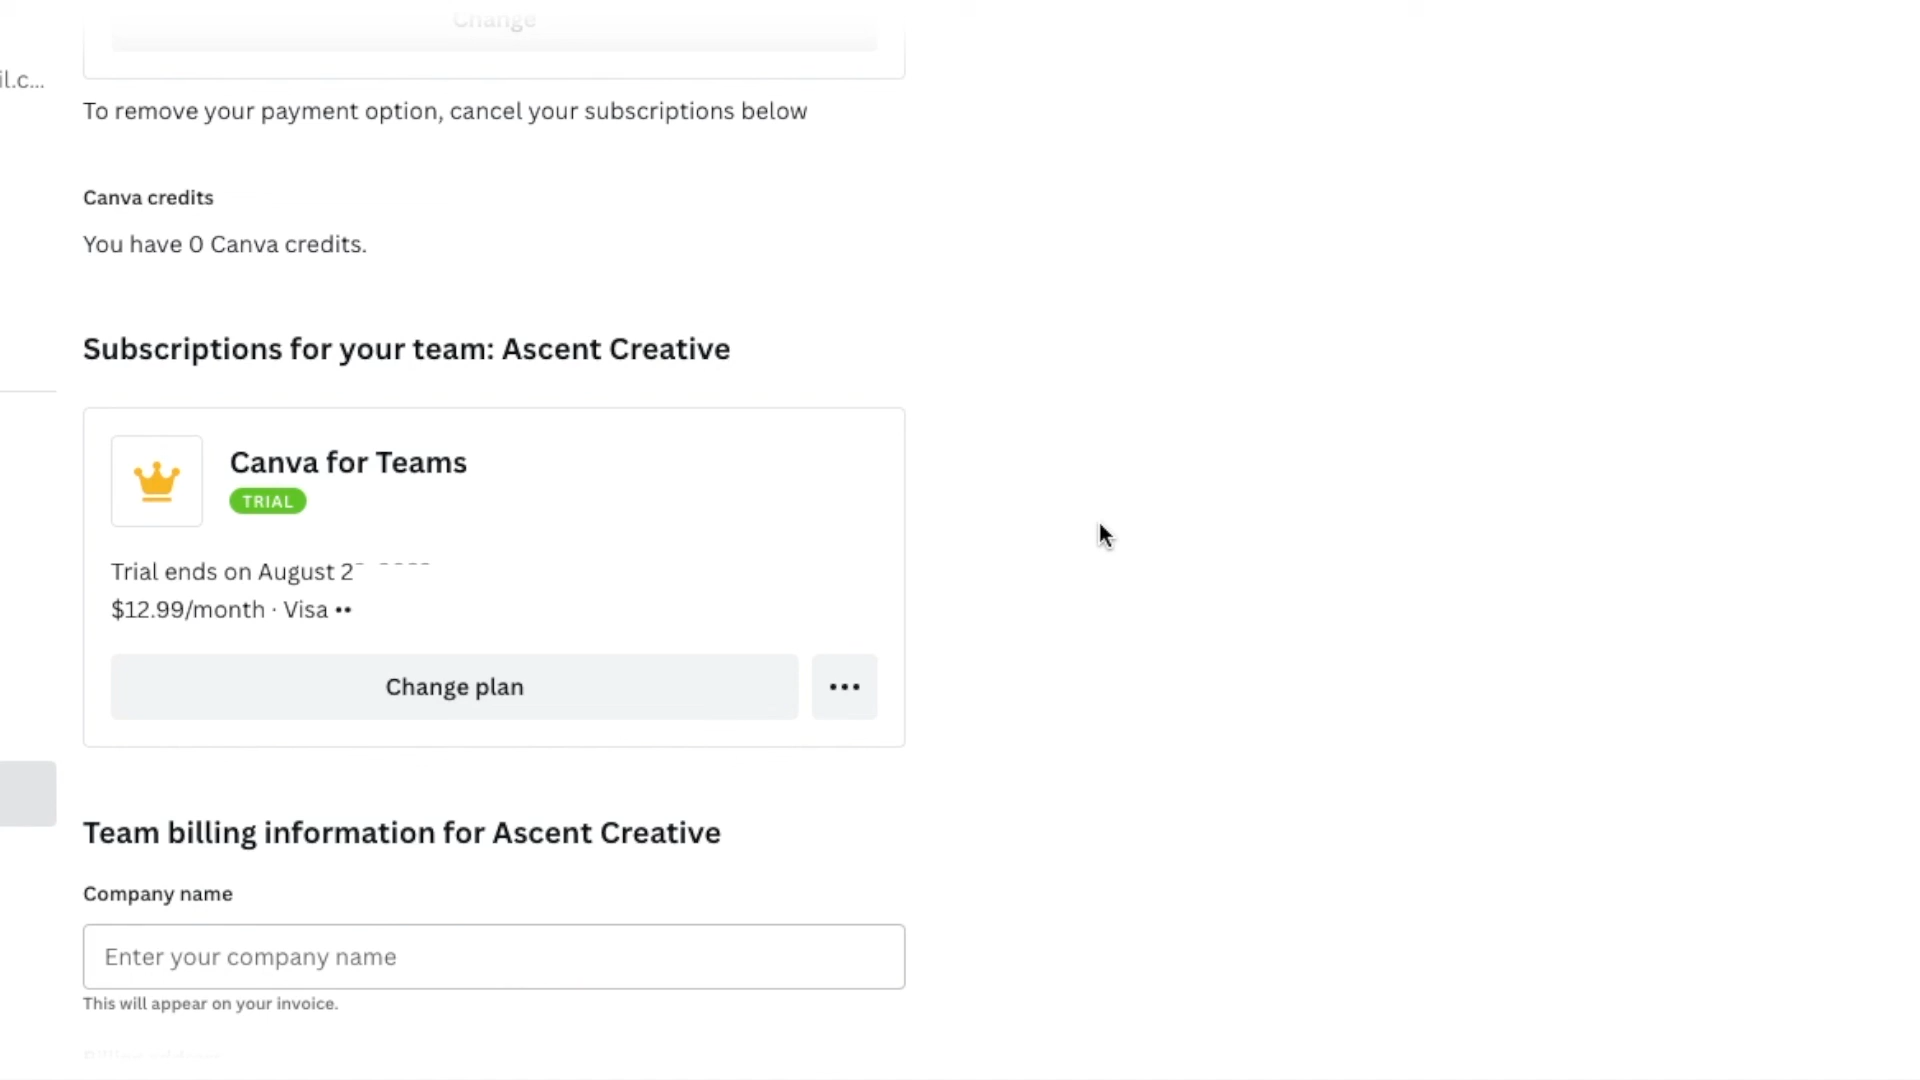 Change
il.c...
To remove your payment option, cancel your subscriptions below
Canva credits
You have 0 Canva credits.
Subscriptions for your team: Ascent Creative
Canva for Teams
TRIAL
Trial ends on August
$12.99/month · Visa ••
Change plan
Team billing information for Ascent Creative
Company name
Enter your company name
This will appear on your invoice.